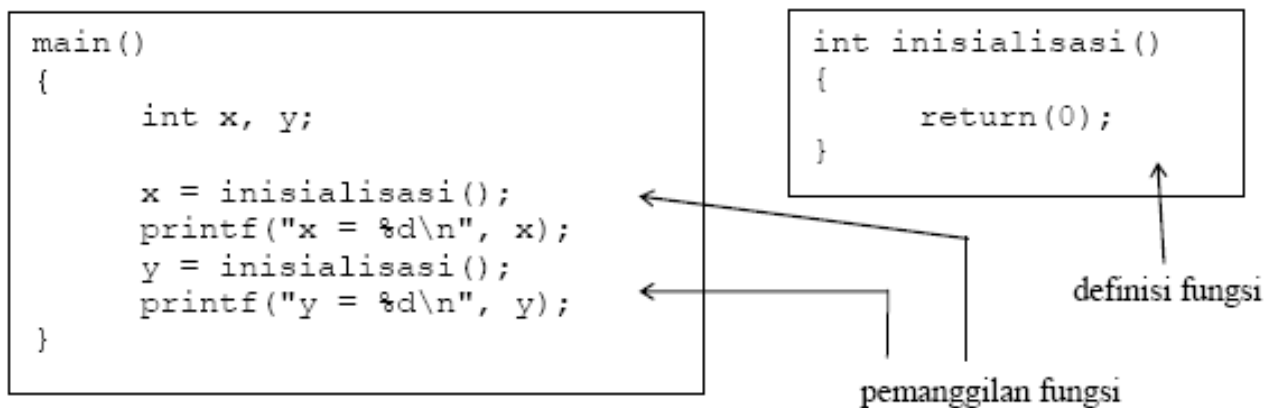 main()
{
int x, y;
x = inisialisasi();
printf("x = %d\n", x);
y = inisialisasi();
printf("y = %d\n", y);
}
int inisialisasi()
{
return(0);
}
definisi fungsi
pemanggilan fungsi